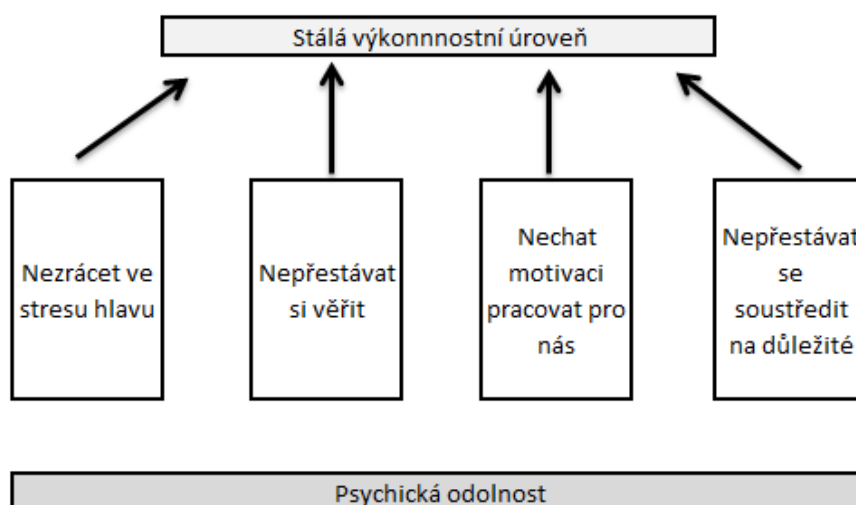 Stálá výkonnnostní úroveň
Nezrácet ve
stresu hlavu
Nepřestávat
si věřit
Nechat
motivaci
pracovat pro
nás
Nepřestávat
se
soustředit
na důležité
Psychická odolnost